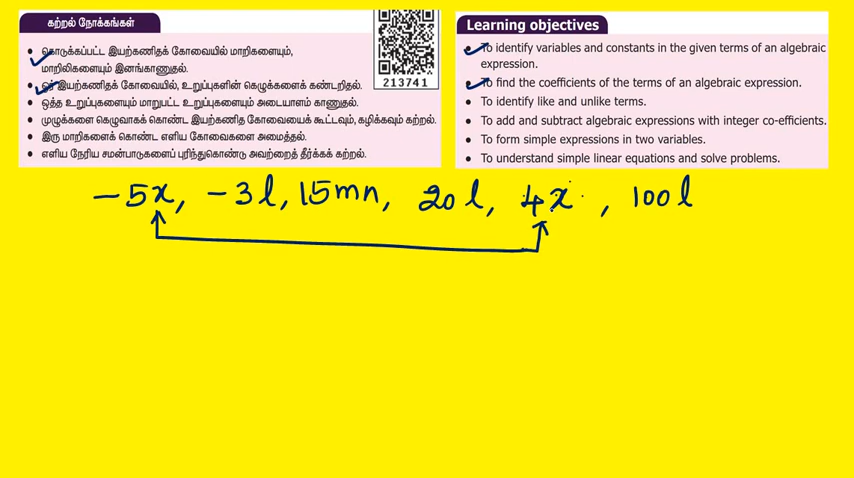 கற்றல் நோக்கங்கள்
• கொடுக்கப்பட்ட இயற்கணிதக் கோவையில் மாறிகளையும்,
மாறிலிகளையும் இனங்காணுதல்.
• ஓர் இயற்கணிதக் கோவையில், உறுப்புகளின் கெழுக்களைக் கண்டறிதல்.
• ஒத்த உறுப்புகளையும் மாறுபட்ட உறுப்புகளையும் அடையாளம் காணுதல்.
• முழுக்களை கெழுவாகக் கொண்ட இயற்கணித கோவையைக் கூட்டவும், கழிக்கவும் கற்றல்.
• இரு மாறிகளைக் கொண்ட எளிய கோவைகளை அமைத்தல்.
• எளிய நேரிய சமன்பாடுகளைப் புரிந்துகொண்டு அவற்றைத் தீர்க்கக் கற்றல்.
213741
Learning objectives
• To identify variables and constants in the given terms of an algebraic
expression.
• To find the coefficients of the terms of an algebraic expression.
• To identify like and unlike terms.
• To add and subtract algebraic expressions with integer co-efficients.
• To form simple expressions in two variables.
• To understand simple linear equations and solve problems.
-5x, -3l, 15mn, 20l, 4x, 100l